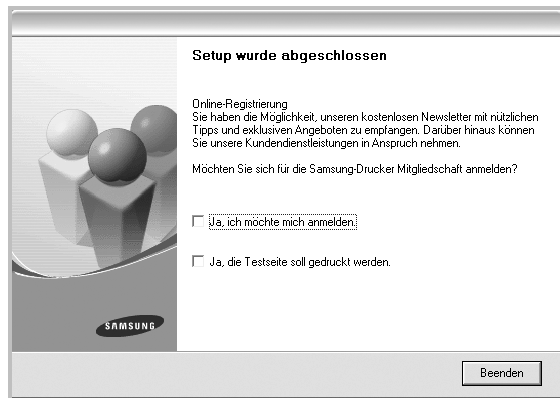 Setup wurde abgeschlossen
Online-Registrierung
Sie haben die Möglichkeit, unseren kostenlosen Newsletter mit nützlichen
Tipps und exklusiven Angeboten zu empfangen. Darüber hinaus können
Sie unsere Kundendienstleistungen in Anspruch nehmen.
Möchten Sie sich für die Samsung-Drucker Mitgliedschaft anmelden?
Ja, ich möchte mich anmelden.
Ja, die Testseite soll gedruckt werden.
SAMSUNG
Beenden